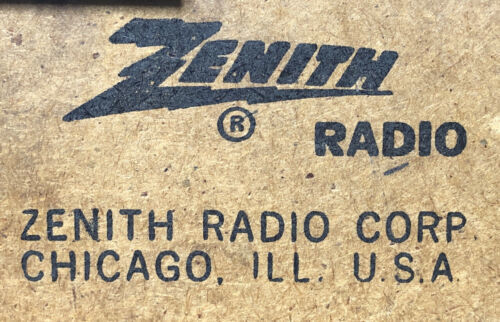 ZENITH
® RADIO
ZENITH RADIO CORP
CHICAGO, ILL. U.S.A.